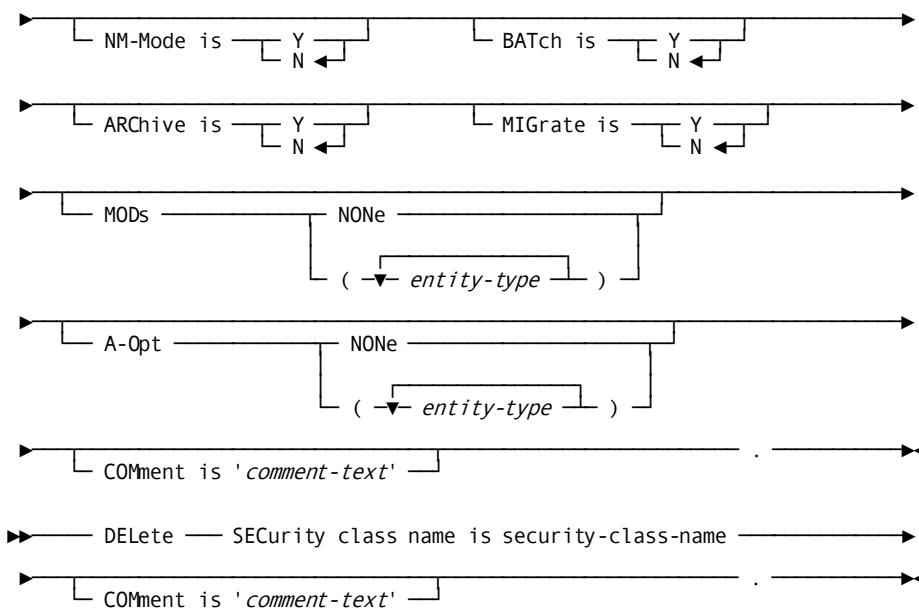 NM-Mode is Y BATch is Y
N N
ARChive is Y MIGrate is Y
N N
MODs NONe
( entity-type )
A-Opt NONe
( entity-type )
COMment is 'comment-text' .
DELete SECurity class name is security-class-name
COMment is 'comment-text' .